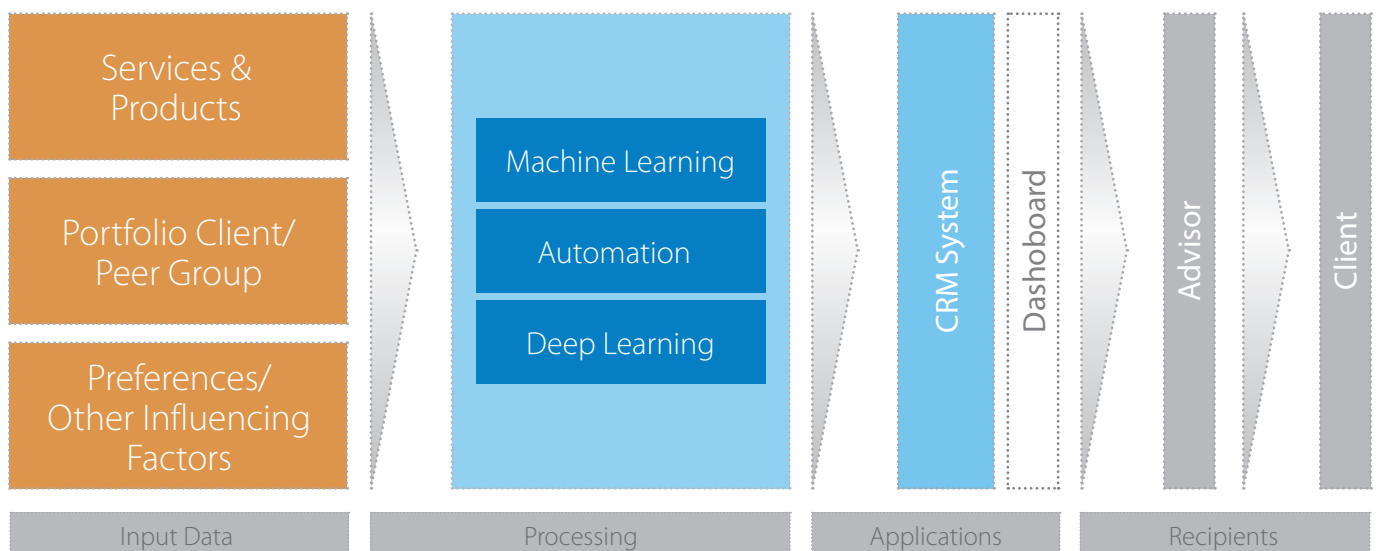 Services &
Products
Portfolio Client/
Peer Group
Preferences/
Other Influencing
Factors
Machine Learning
Automation
Deep Learning
CRM System
Dashoboard
Advisor
Client
Input Data
Processing
Applications
Recipients